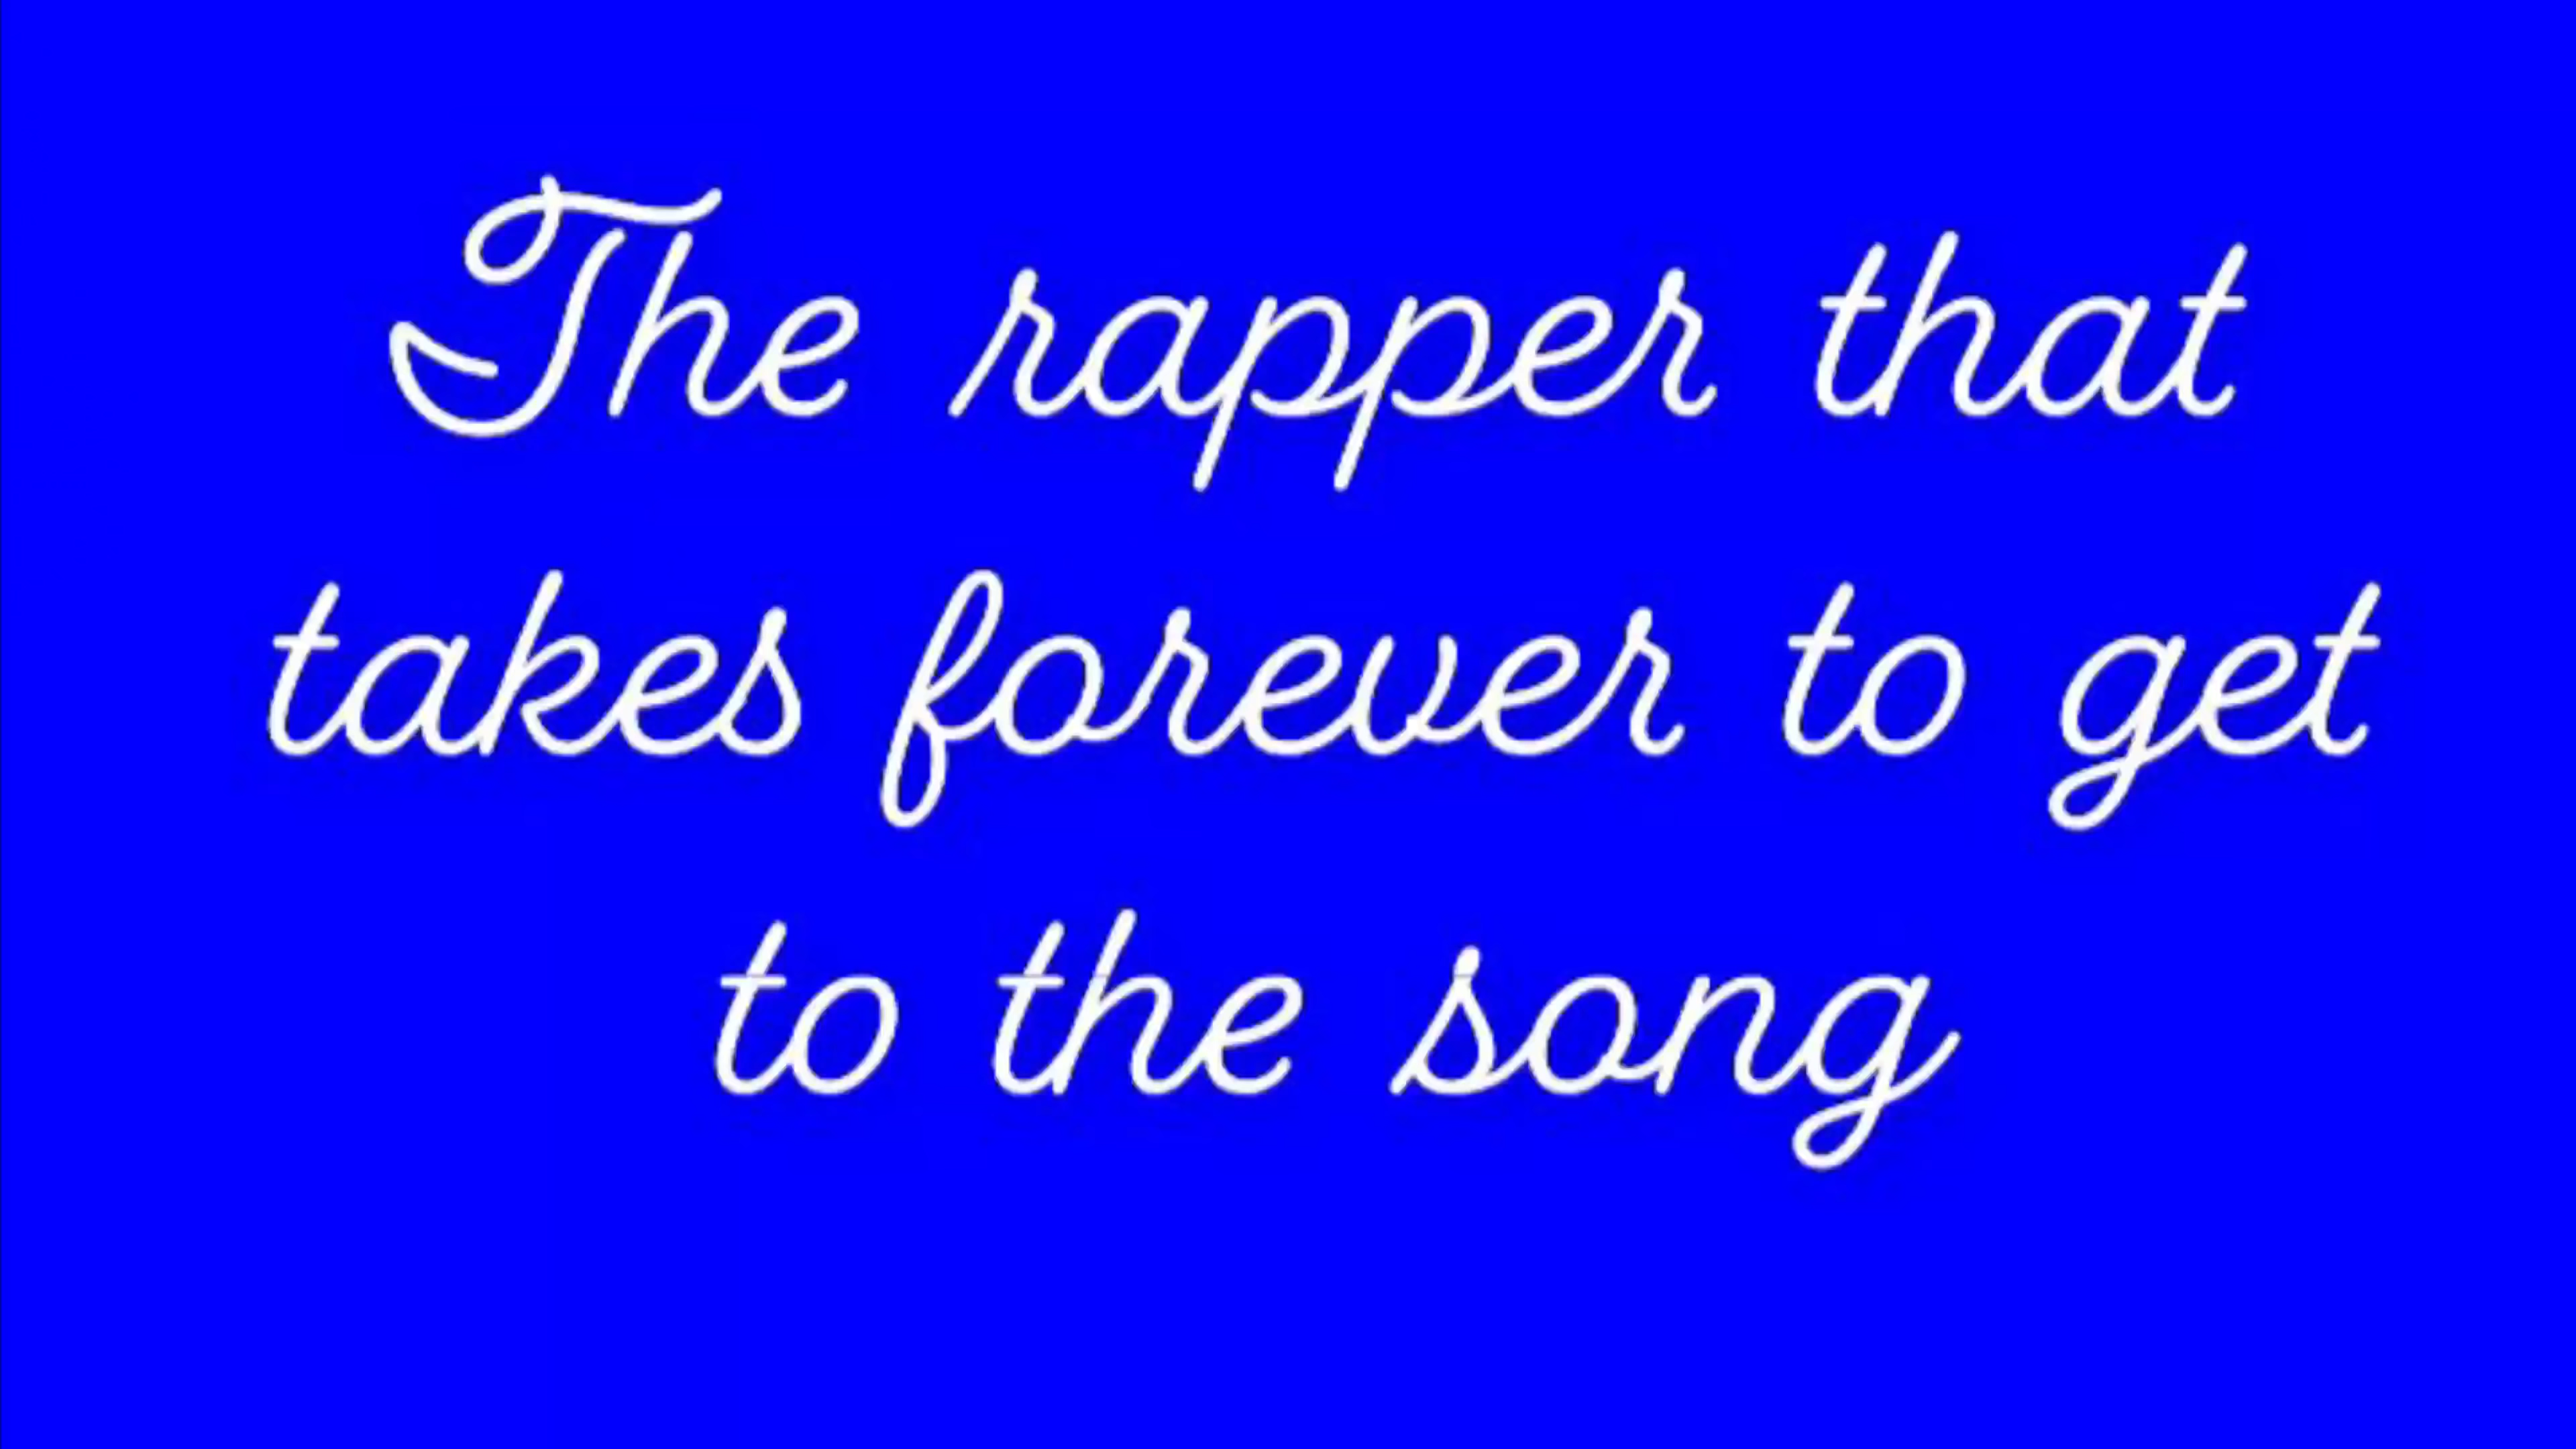 The rapper that
takes forever to get
to the song